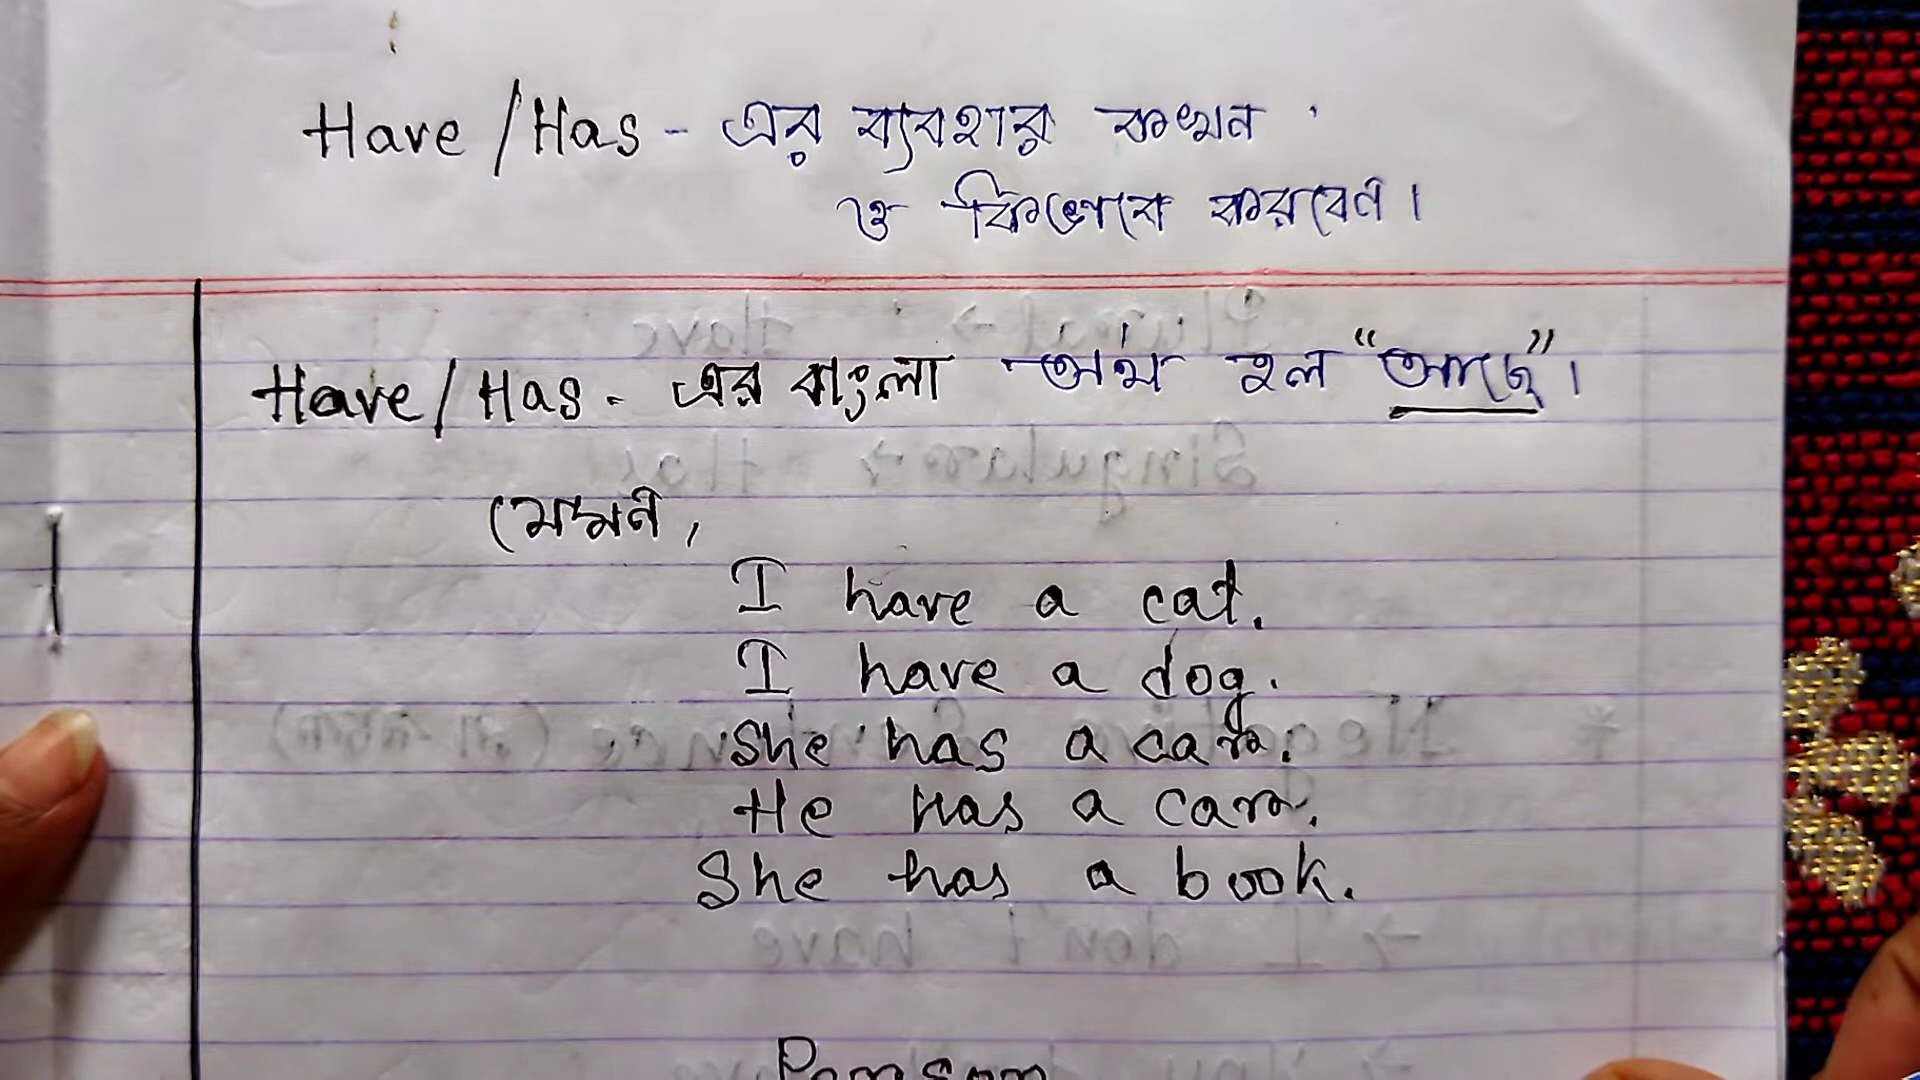 Have / Has - এর ব্যবহার কখন
ও কিভাবে করবেন।
Have / Has - এর বাংলা অর্থ হল "আছে"।
যেমন,
I have a cat.
I have a dog.
She has a car.
He has a car.
She has a book.
Person